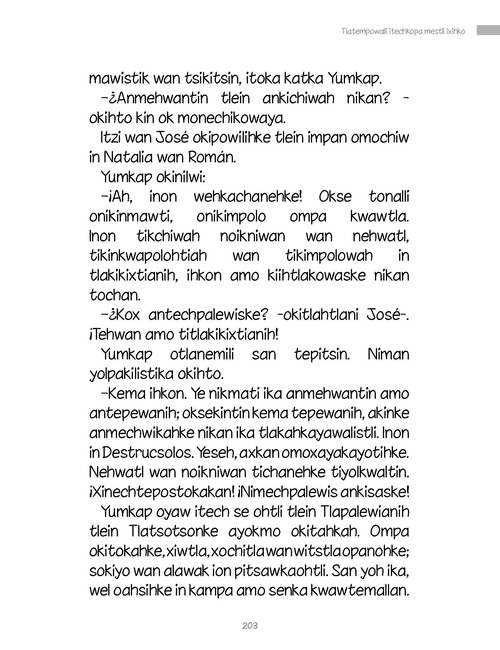 Tlatempowalli itechkopa mestli ixihko
mawistik wan tsikitsin, itoka katka Yumkap.
–¿Anmehwantin tlein ankichiwah nikan? -
okihto kin ok monechikowaya.
Itzi wan José okipowilihke tlein impan omochiw
in Natalia wan Román.
Yumkap okinilwi:
–¡Ah, inon wehkachanehke! Okse tonalli
onikinmawti, onikimpolo ompa kwawtla.
Inon tikchiwah noikniwan wan nehwatl,
tikinkwapolohtiah wan tikimpolowah in
tlakikixtianih, ihkon amo kiihtlakowaske nikan
tochan.
–¿Kox antechpalewiske? -okitlahtlani José-.
¡Tehwan amo titlakikixtianih!
Yumkap otlanemili san tepitsin. Niman
yolpakilistika okihto.
–Kema ihkon. Ye nikmati ika anmehwantin amo
antepewanih; oksekintin kema tepewanih, akinke
anmechwikahke nikan ika tlakahkayawalistli. Inon
in Destrucsolos. Yeseh, axkan omoxayakayotihke.
Nehwatl wan noikniwan tichanehke tiyolkwaltin.
¡Xinechtepostokakan! ¡Nimechpalewis ankisaske!
Yumkap oyaw itech se ohtli tlein Tlapalewianih
tlein Tlatsotsonke ayokmo okitahkah. Ompa
okitokahke, xiwtla, xochitla wan witstla opanohke;
sokiyo wan alawak ion pitsawkaohtli. San yoh ika,
wel oahsihke in kampa amo senka kwawtemallan.
203